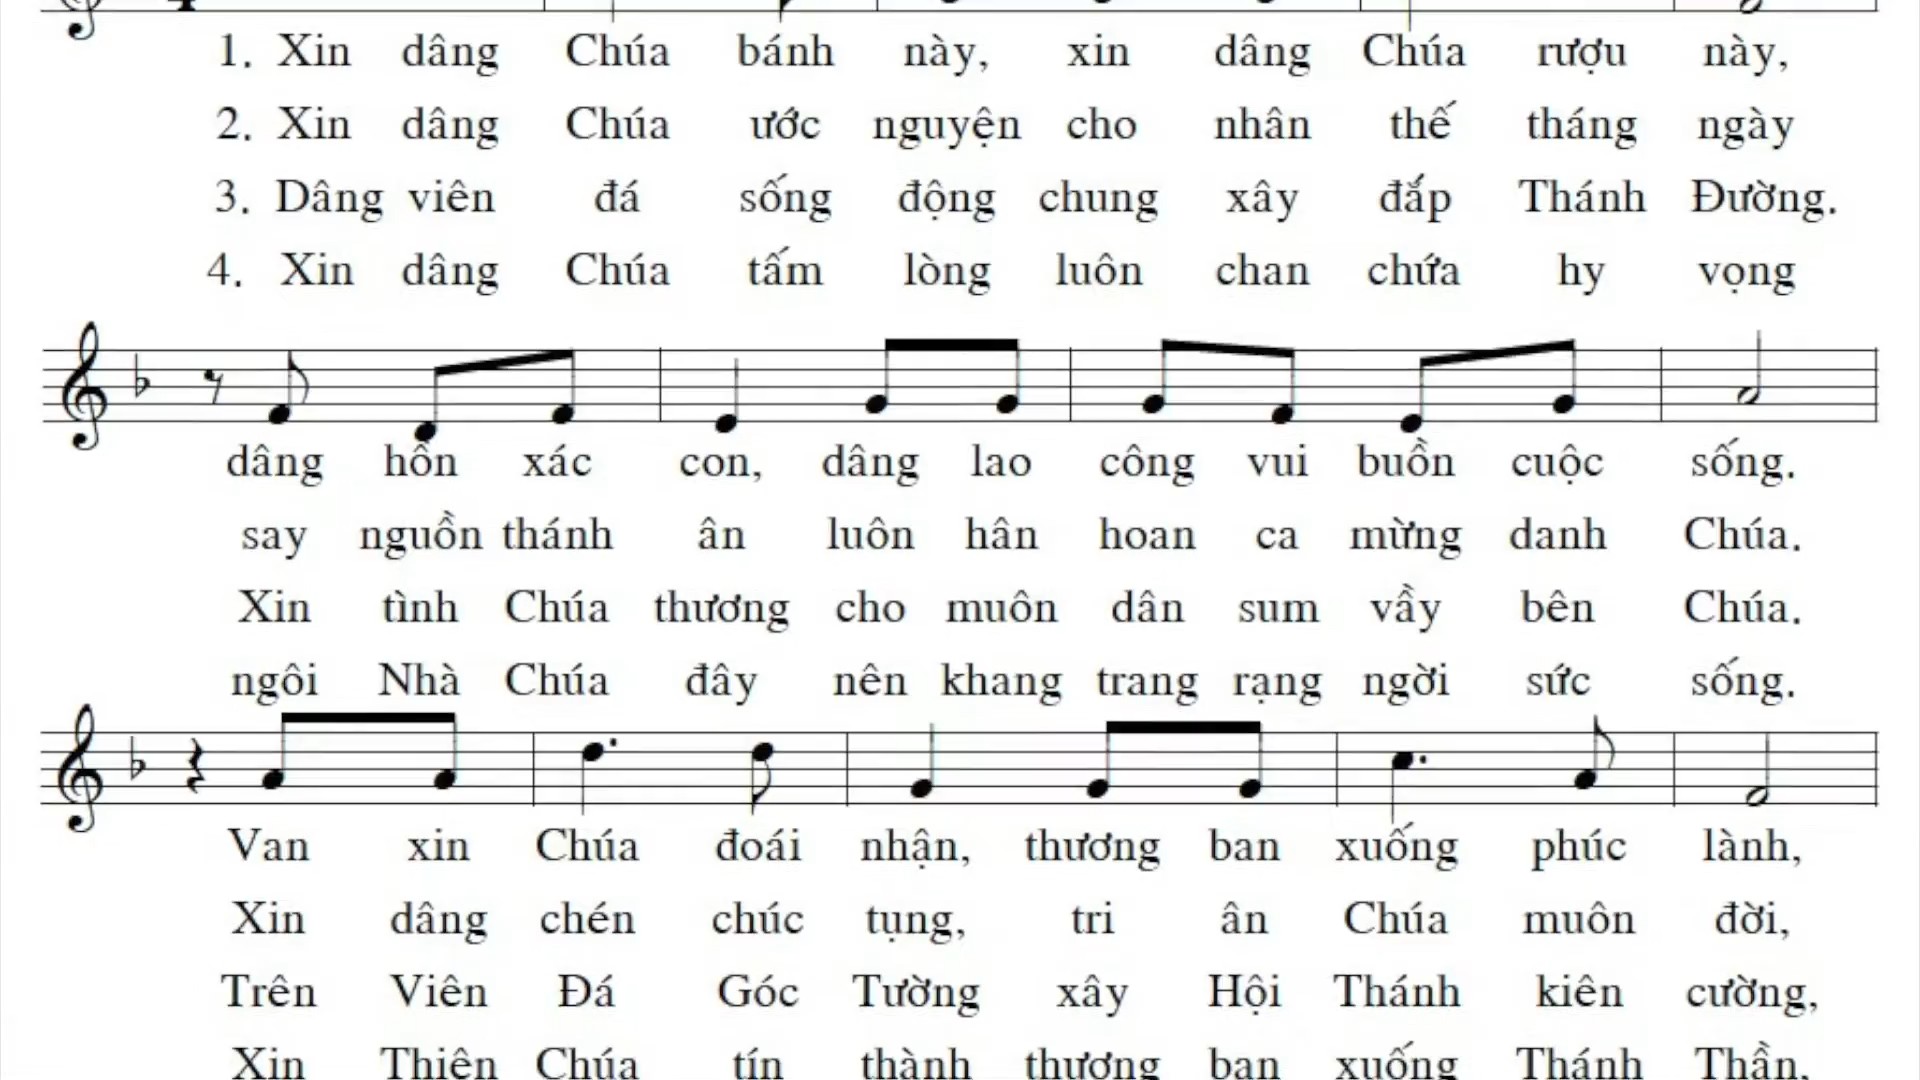 1. Xin dâng Chúa bánh này, xin dâng Chúa rượu này,
2. Xin dâng Chúa ước nguyện cho nhân thế tháng ngày
3. Dâng viên đá sống động chung xây đắp Thánh Đường.
4. Xin dâng Chúa tấm lòng luôn chan chứa hy vọng
dâng hồn xác con, dâng lao công vui buồn cuộc sống.
say nguồn thánh ân luôn hân hoan ca mừng danh Chúa.
Xin tình Chúa thương cho muôn dân sum vầy bên Chúa.
ngôi Nhà Chúa đây nên khang trang rạng ngời sức sống.
Van xin Chúa đoái nhận, thương ban xuống phúc lành,
Xin dâng chén chúc tụng, tri ân Chúa muôn đời,
Trên Viên Đá Góc Tường xây Hội Thánh kiên cường,
Xin Thiên Chúa tín thành thương ban xuống Thánh Thần,